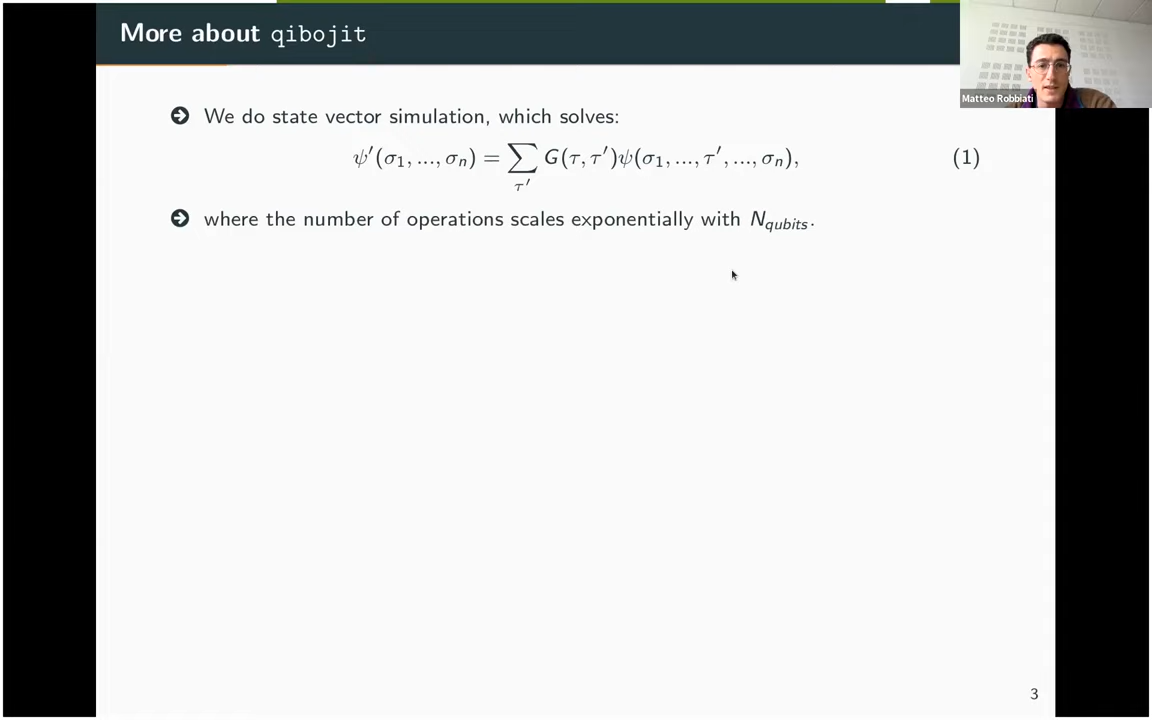 More about qibojit
Matteo Robbiati
We do state vector simulation, which solves:
ψ′(σ₁, ..., σₙ) = ∑ G(τ, τ′)ψ(σ₁, ..., τ′, ..., σₙ), (1)
τ′
where the number of operations scales exponentially with N_qubits.
3